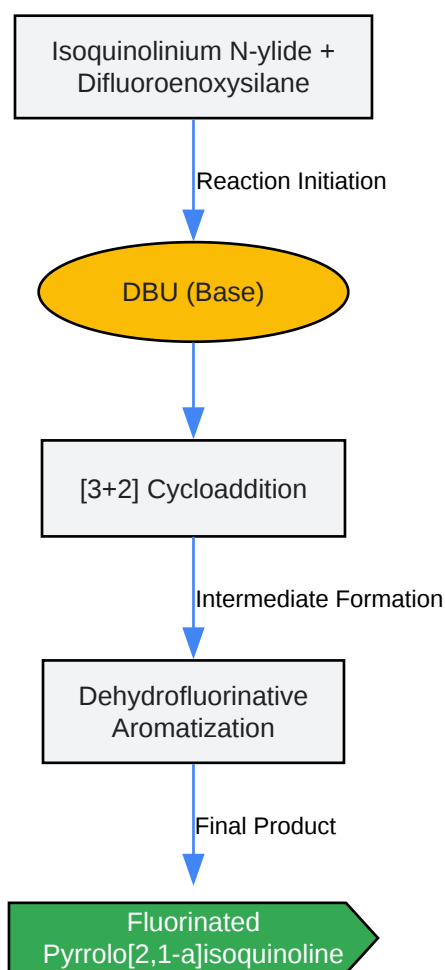 Isoquinolinium N-ylide +
Difluoroenoxysilane
Reaction Initiation
DBU (Base)
[3+2] Cycloaddition
Intermediate Formation
Dehydrofluorinative
Aromatization
Final Product
Fluorinated
Pyrrolo[2,1-a]isoquinoline